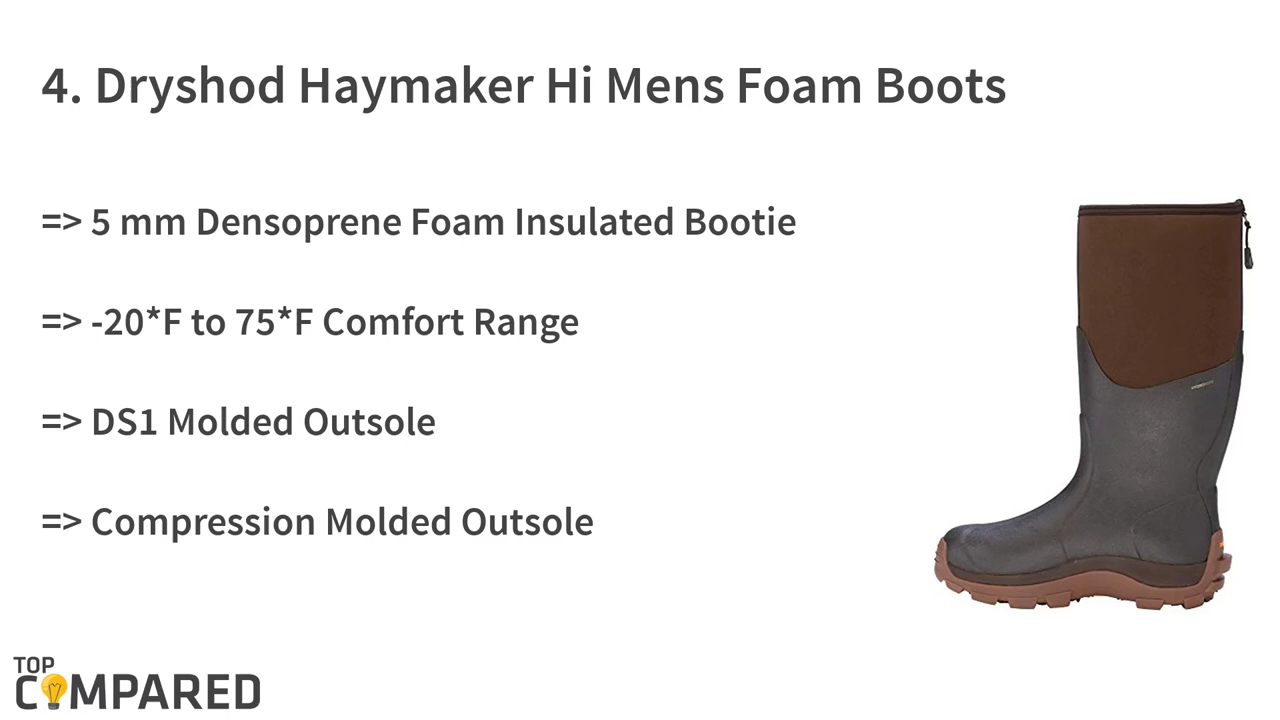 4. Dryshod Haymaker Hi Mens Foam Boots
=> 5 mm Densoprene Foam Insulated Bootie
=> -20*F to 75*F Comfort Range
=> DS1 Molded Outsole
=> Compression Molded Outsole
TOP
COMPARED